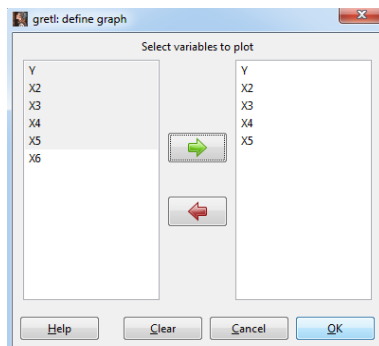 gretl: define graph
Select variables to plot
Y
X2
X3
X4
X5
X6
Y
X2
X3
X4
X5
Help
Clear
Cancel
OK